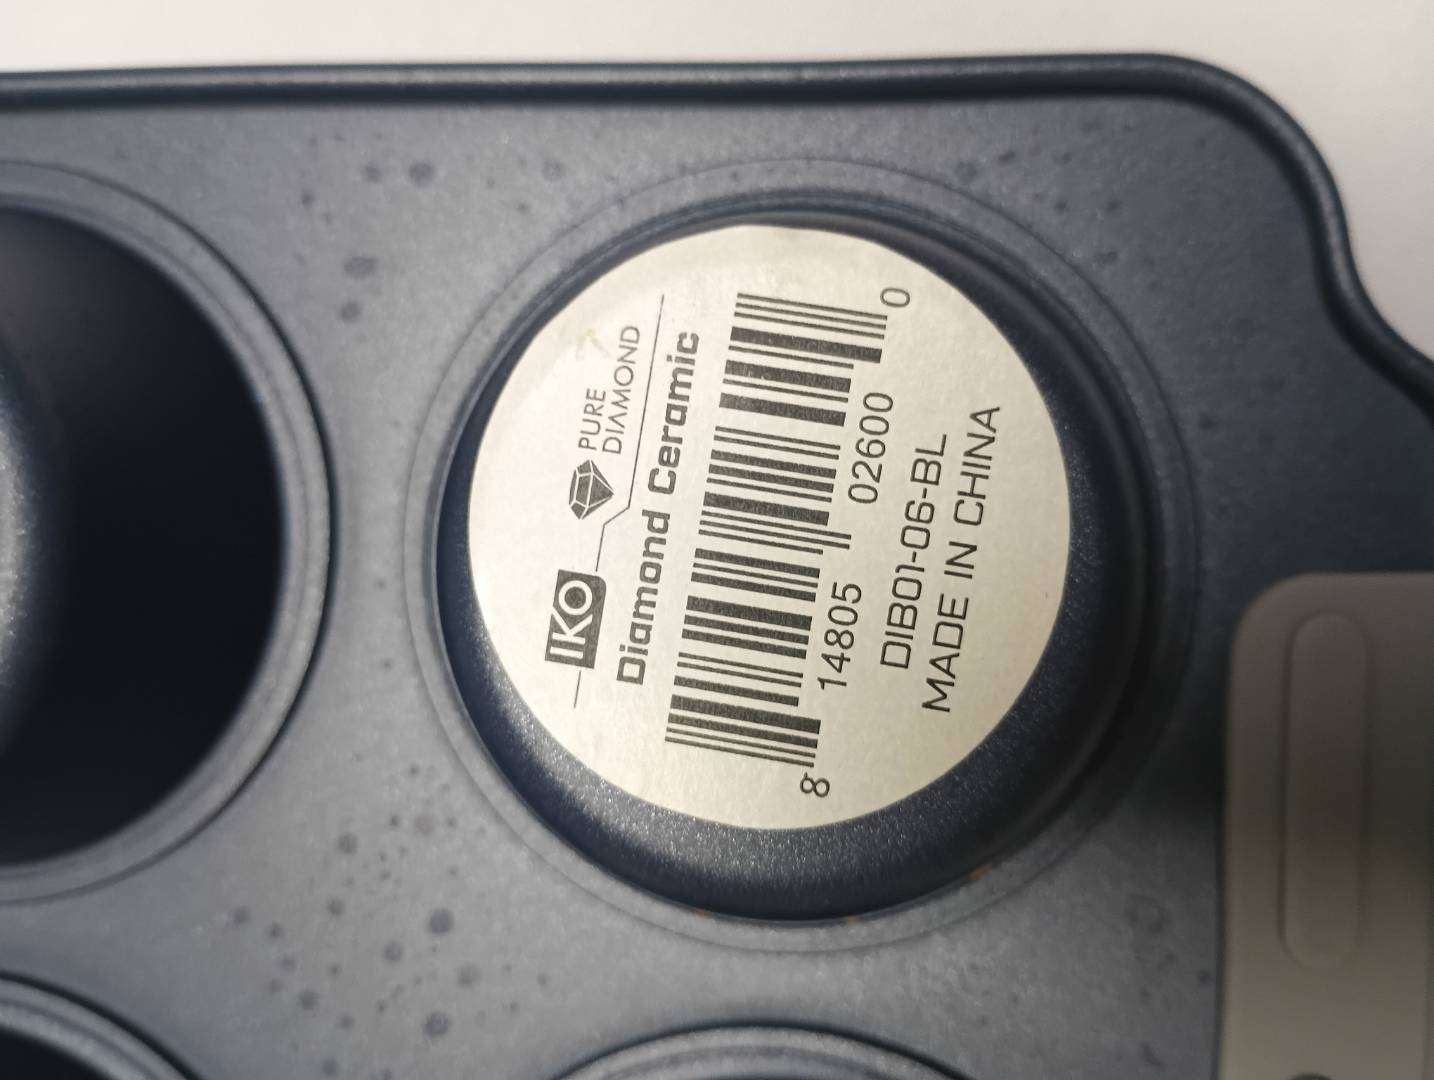 IKO
PURE
DIAMOND
Diamond Ceramic
8 14805 02600 0
DIB01-06-BL
MADE IN CHINA